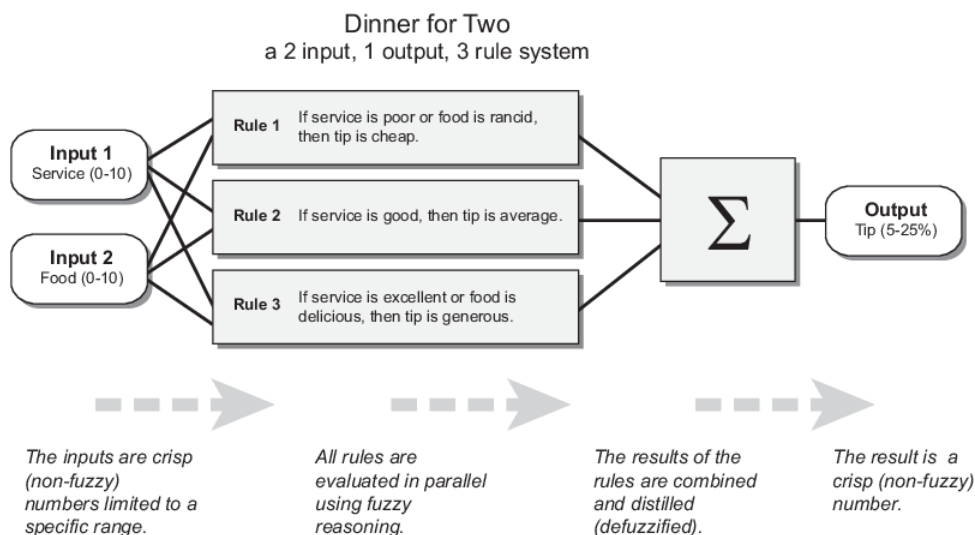 Dinner for Two
a 2 input, 1 output, 3 rule system
Input 1
Service (0-10)
Input 2
Food (0-10)
Rule 1 If service is poor or food is rancid,
then tip is cheap.
Rule 2 If service is good, then tip is average.
Rule 3 If service is excellent or food is
delicious, then tip is generous.
Σ
Output
Tip (5-25%)
The inputs are crisp
(non-fuzzy)
numbers limited to a
specific range.
All rules are
evaluated in parallel
using fuzzy
reasoning.
The results of the
rules are combined
and distilled
(defuzzified).
The result is a
crisp (non-fuzzy)
number.